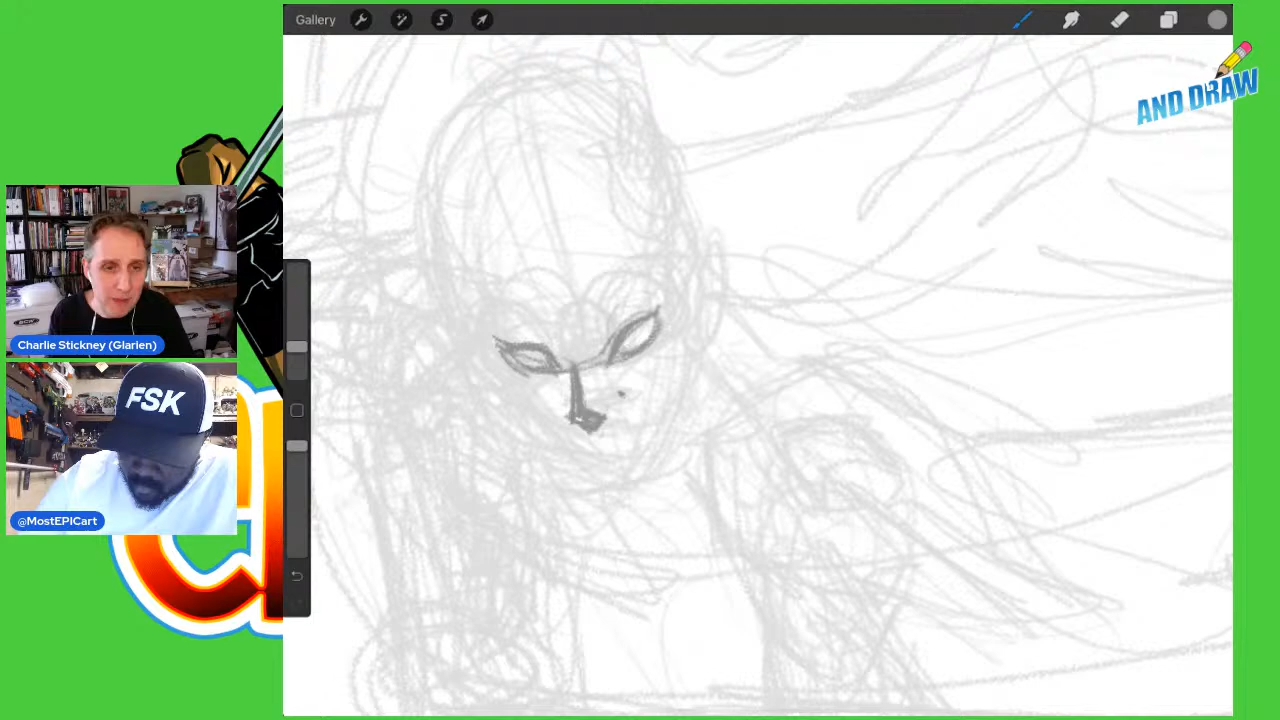 Gallery
AND DRAW
Charlie Stickney (Glarien)
FSK
@MostEPICart